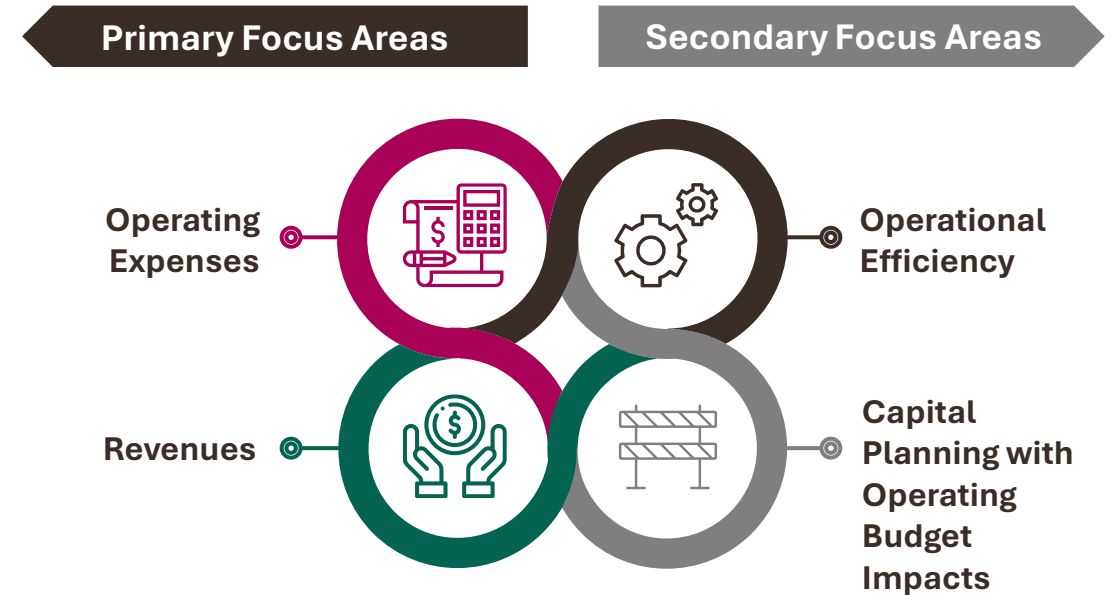 Primary Focus Areas
Secondary Focus Areas
Operating
Expenses
$
Operational
Efficiency
Revenues
$
Capital
Planning with
Operating
Budget
Impacts